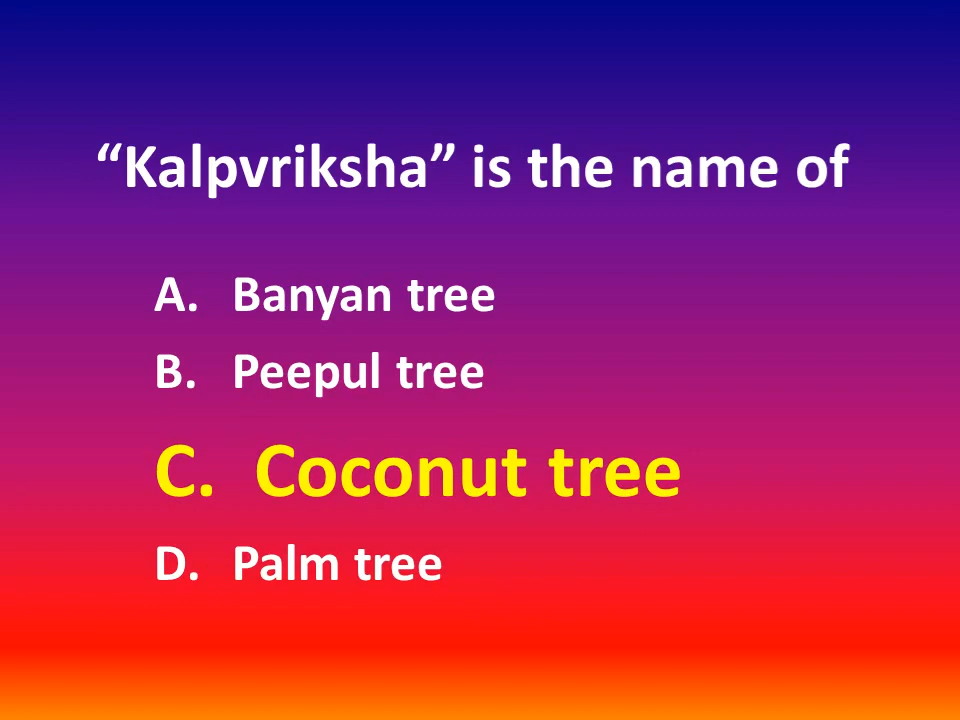 “Kalpvriksha” is the name of
A. Banyan tree
B. Peepul tree
C. Coconut tree
D. Palm tree